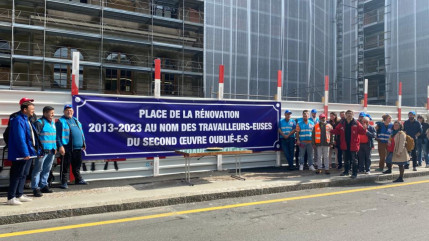 PLACE DE LA RÉNOVATION
2013-2023 AU NOM DES TRAVAILLEURS-EUSES
DU SECOND ŒUVRE OUBLIÉ-E-S